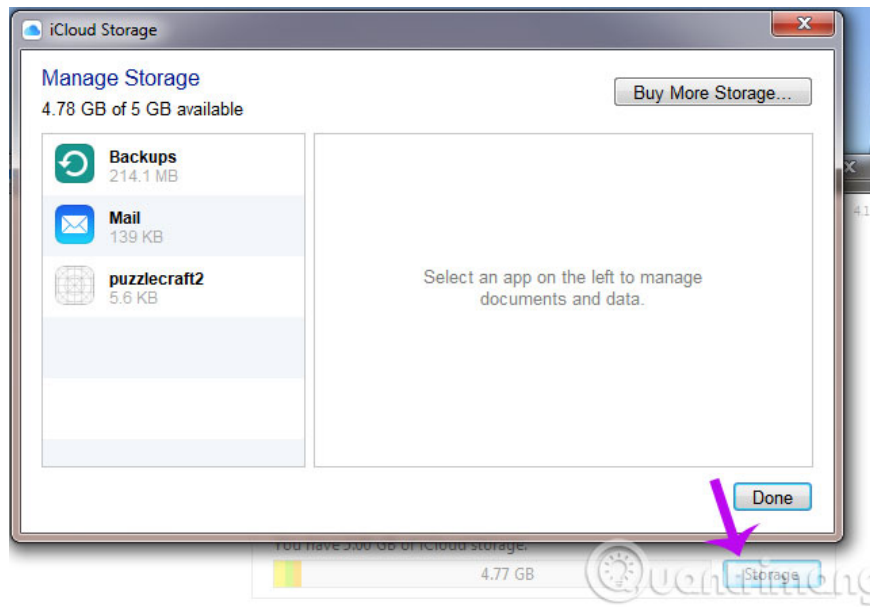 iCloud Storage
Manage Storage
4.78 GB of 5 GB available
Buy More Storage...
Backups
214.1 MB
Mail
139 KB
puzzlecraft2
5.6 KB
Select an app on the left to manage
documents and data.
Done
You have 5.00 GB of iCloud storage.
4.77 GB
Storage
Quantrimang